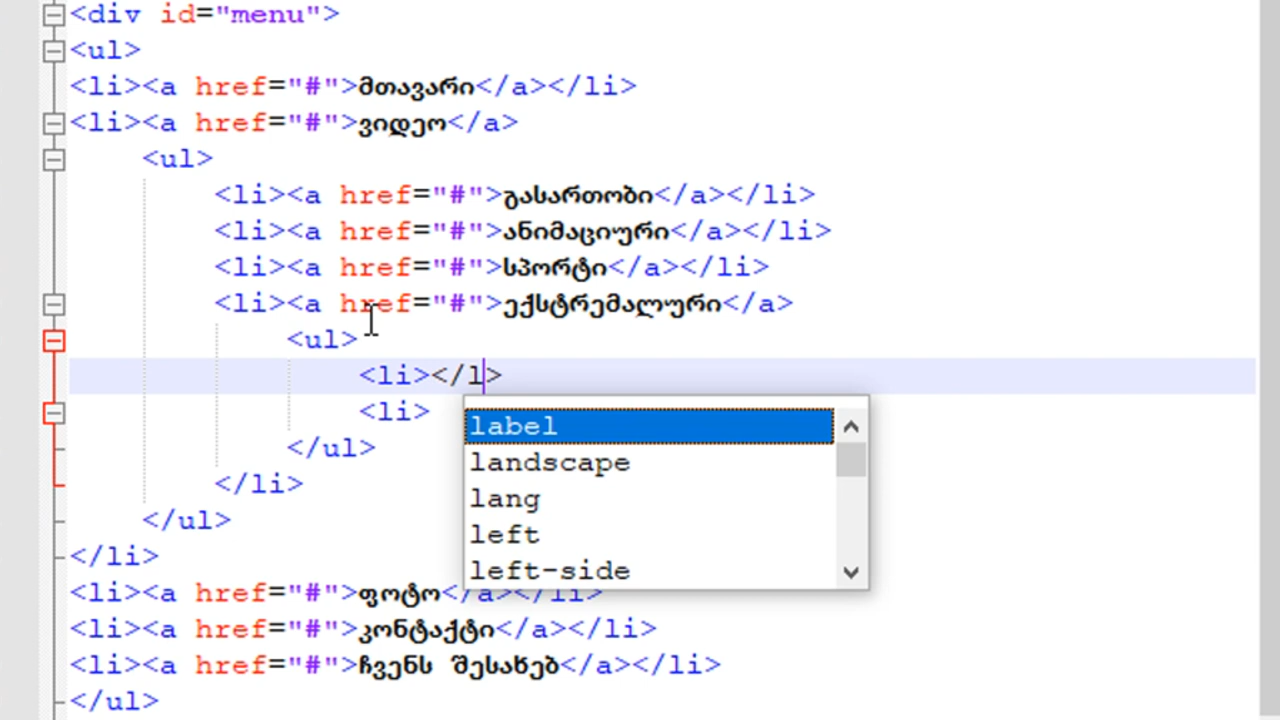 <div id="menu">
<ul>
<li><a href="#">მთავარი</a></li>
<li><a href="#">ვიდეო</a>
<ul>
<li><a href="#">გასართობი</a></li>
<li><a href="#">ანიმაციური</a></li>
<li><a href="#">სპორტი</a></li>
<li><a href="#">ექსტრემალური</a>
<ul>
<li></l>
<li>
</ul>
</li>
</ul>
</li>
<li><a href="#">ფოტო</a></li>
<li><a href="#">კონტაქტი</a></li>
<li><a href="#">ჩვენს შესახებ</a></li>
</ul>
label
landscape
lang
left
left-side